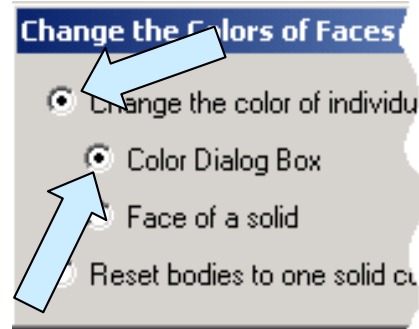 Change the Colors of Faces
Change the color of individu
Color Dialog Box
Face of a solid
Reset bodies to one solid cu